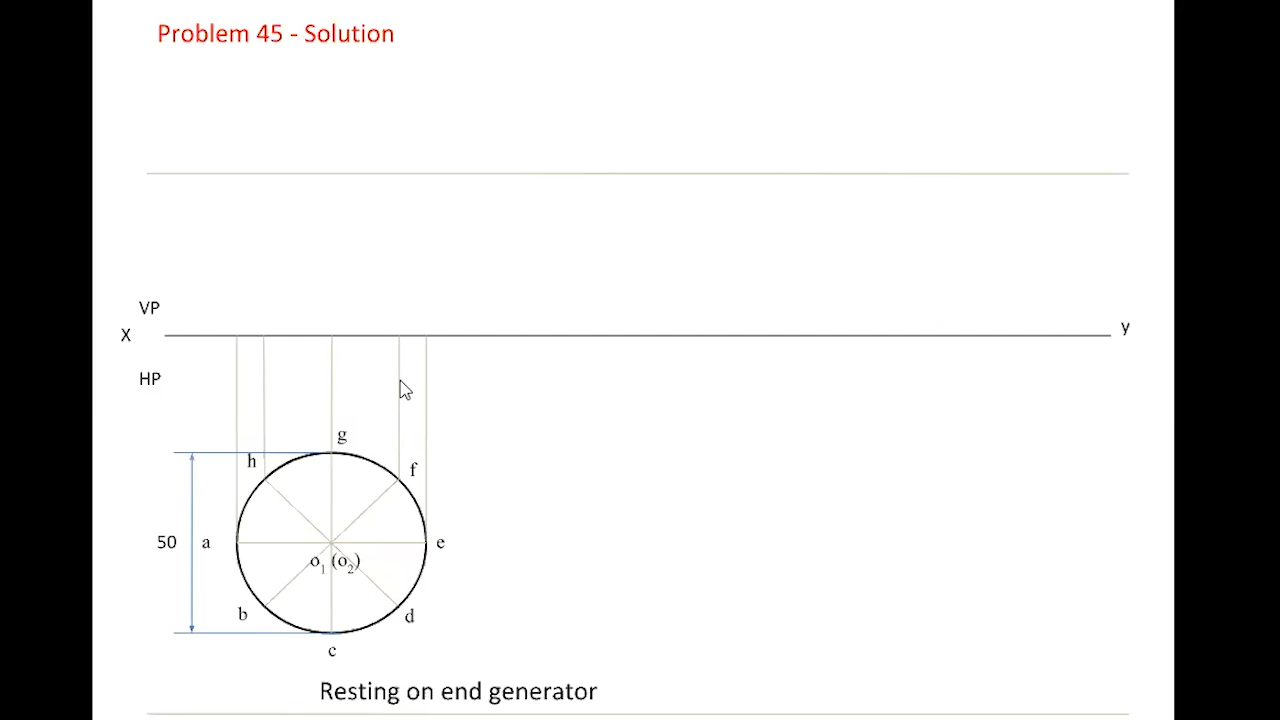 Problem 45 - Solution
VP
X
y
HP
g
h
f
50
a
e
o1 (o2)
b
d
c
Resting on end generator